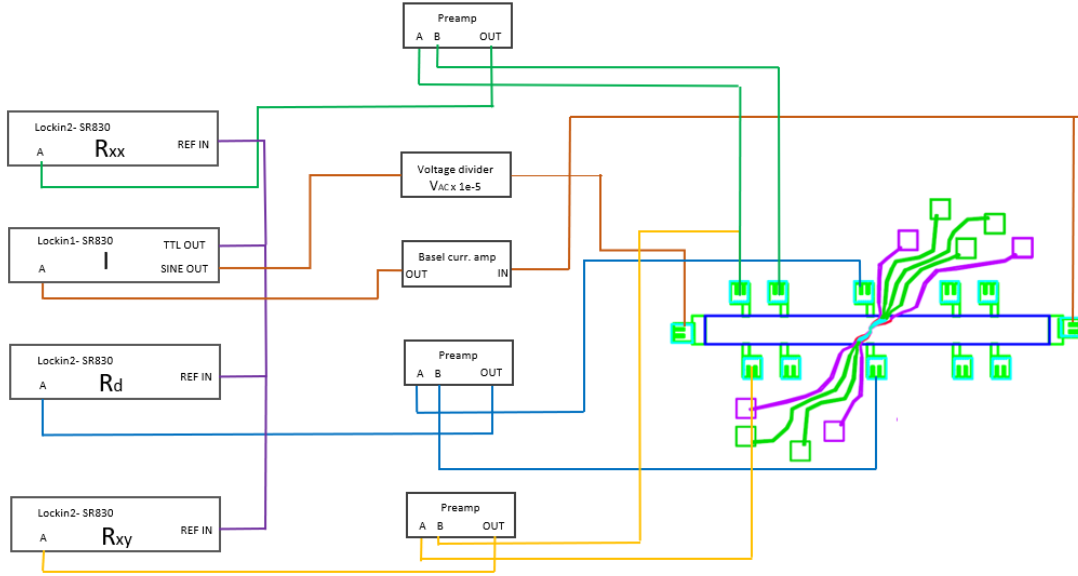 Preamp
A B OUT
Lockin2- SR830
Rxx
REF IN
A
Voltage divider
VAC x 1e-5
Lockin1- SR830
TTL OUT
I
A
SINE OUT
Basel curr. amp
OUT
IN
Lockin2- SR830
Rd
REF IN
A
Preamp
A B OUT
Lockin2- SR830
Rxy
REF IN
A
Preamp
A B OUT